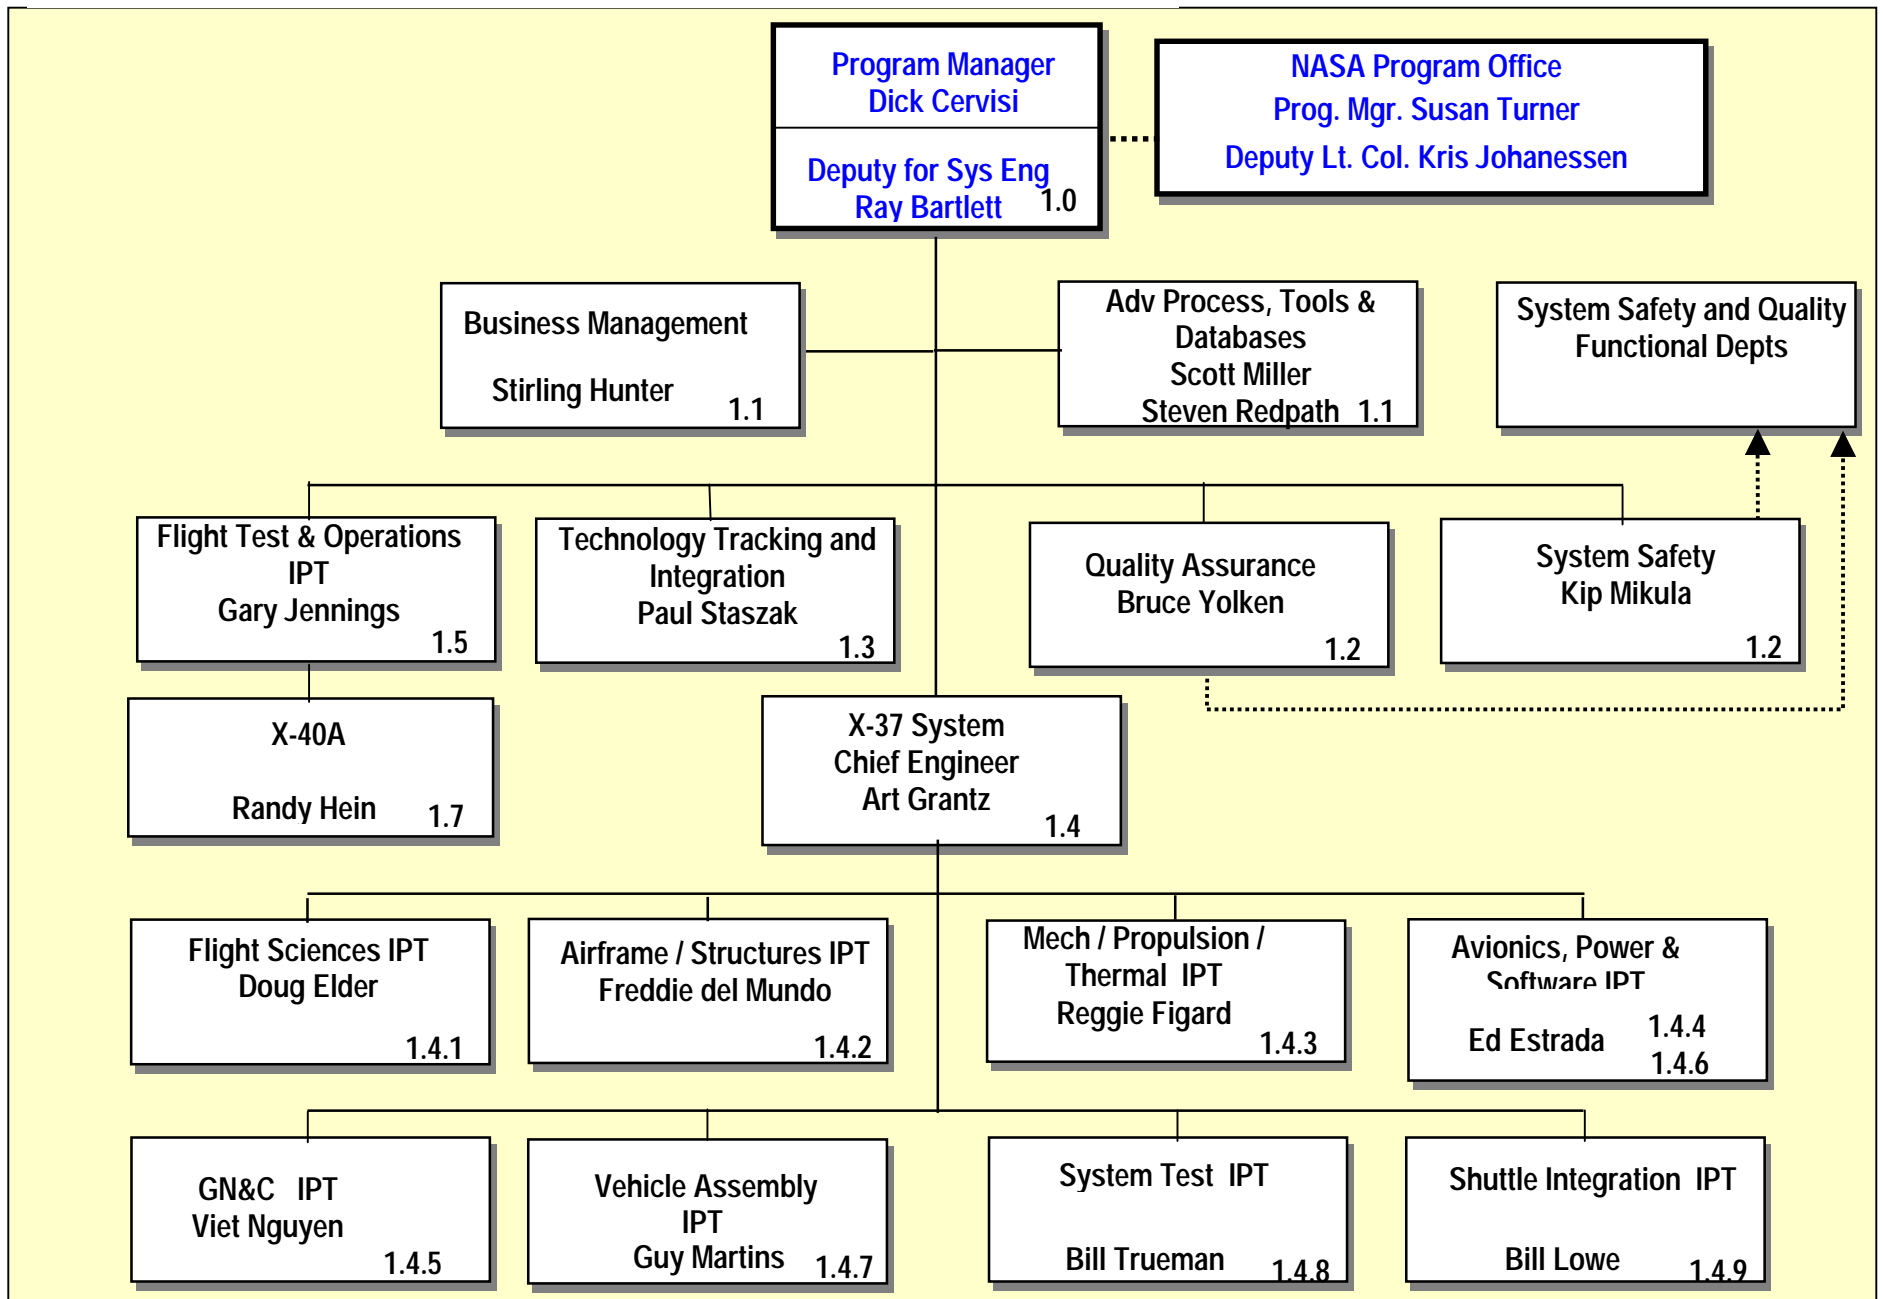 Program Manager
Dick Cervisi
Deputy for Sys Eng
Ray Bartlett 1.0
NASA Program Office
Prog. Mgr. Susan Turner
Deputy Lt. Col. Kris Johanessen
Business Management
Stirling Hunter 1.1
Adv Process, Tools &
Databases
Scott Miller
Steven Redpath 1.1
System Safety and Quality
Functional Depts
Flight Test & Operations
IPT
Gary Jennings
1.5
Technology Tracking and
Integration
Paul Staszak
1.3
Quality Assurance
Bruce Yolken
1.2
System Safety
Kip Mikula
1.2
X-40A
Randy Hein 1.7
X-37 System
Chief Engineer
Art Grantz
1.4
Flight Sciences IPT
Doug Elder
1.4.1
Airframe / Structures IPT
Freddie del Mundo
1.4.2
Mech / Propulsion /
Thermal IPT
Reggie Figard
1.4.3
Avionics, Power &
Software IPT
Ed Estrada 1.4.4
1.4.6
GN&C IPT
Viet Nguyen
1.4.5
Vehicle Assembly
IPT
Guy Martins 1.4.7
System Test IPT
Bill Trueman 1.4.8
Shuttle Integration IPT
Bill Lowe 1.4.9